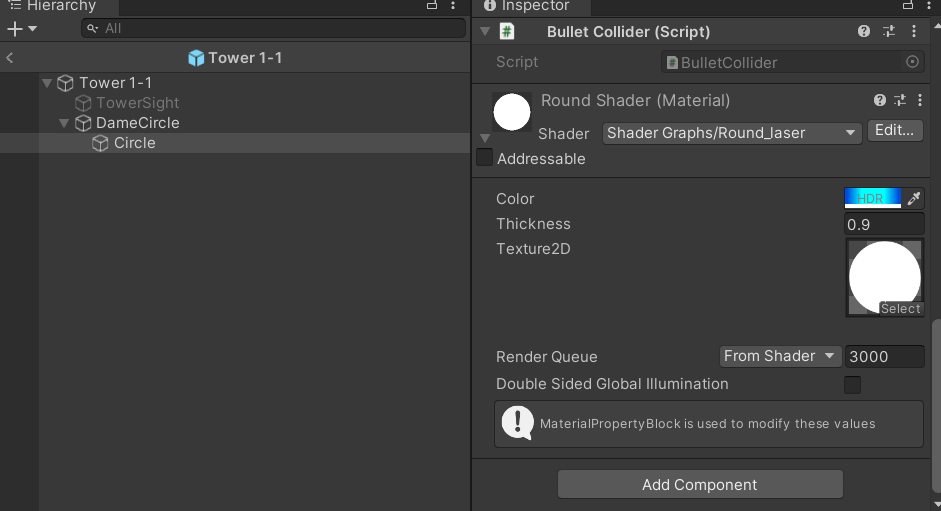 Hierarchy
All
Tower 1-1
Tower 1-1
TowerSight
DameCircle
Circle
Inspector
Bullet Collider (Script)
Script
BulletCollider
Round Shader (Material)
Shader
Shader Graphs/Round_laser
Edit...
Addressable
Color
HDR
Thickness
0.9
Texture2D
Select
Render Queue
From Shader
3000
Double Sided Global Illumination
MaterialPropertyBlock is used to modify these values
Add Component